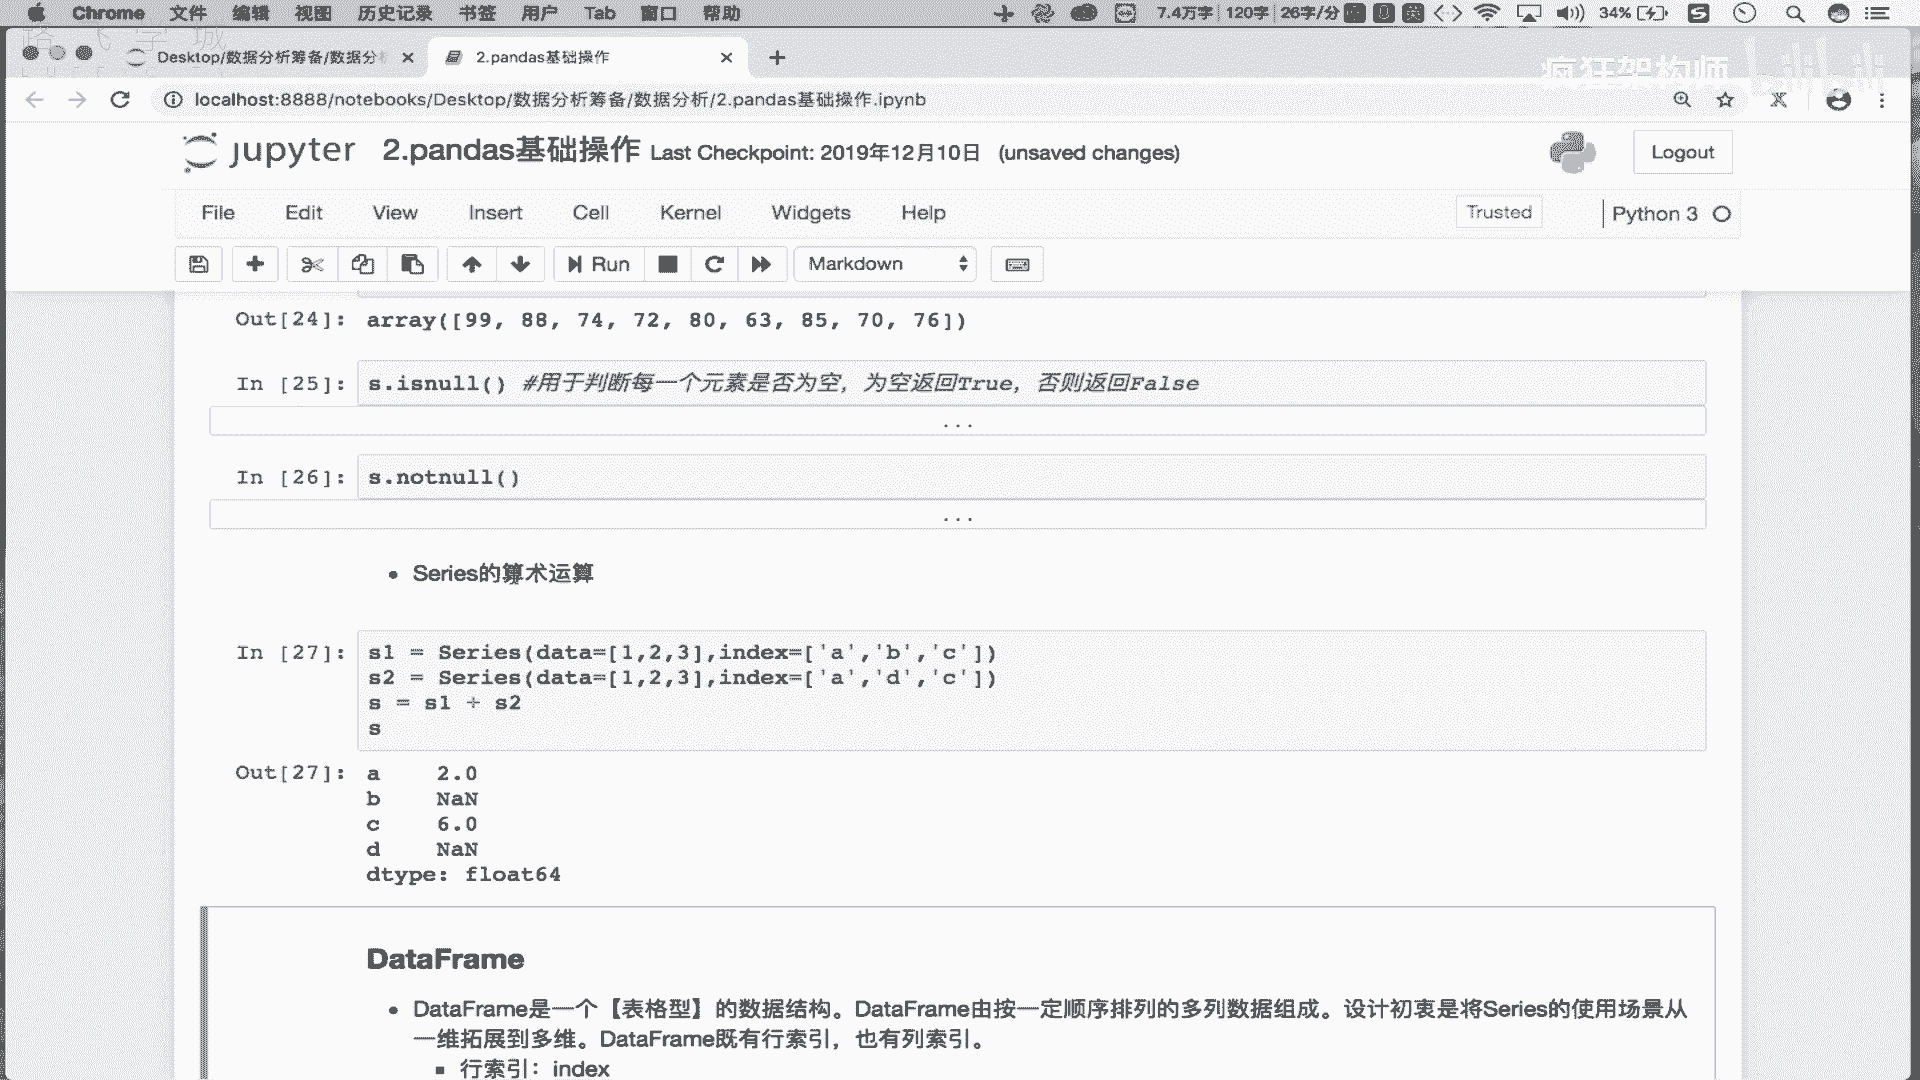 Chrome 文件 编辑 视图 历史记录 书签 用户 Tab 窗口 帮助 7.4万字 120字 26字/分 英 34%
Desktop/数据分析筹备/数据分析 2.pandas基础操作
疯狂架构师 bilibili
localhost:8888/notebooks/Desktop/数据分析筹备/数据分析/2.pandas基础操作.ipynb
jupyter 2.pandas基础操作 Last Checkpoint: 2019年12月10日 (unsaved changes) Logout
File Edit View Insert Cell Kernel Widgets Help Trusted Python 3
Run Markdown
Out[24]: array([99, 88, 74, 72, 80, 63, 85, 70, 76])
In [25]: s.isnull() #用于判断每一个元素是否为空，为空返回True，否则返回False
...
In [26]: s.notnull()
...
Series的算术运算
In [27]: s1 = Series(data=[1,2,3],index=['a','b','c'])
s2 = Series(data=[1,2,3],index=['a','d','c'])
s = s1 + s2
s
Out[27]: a 2.0
b NaN
c 6.0
d NaN
dtype: float64
DataFrame
DataFrame是一个【表格型】的数据结构。DataFrame由按一定顺序排列的多列数据组成。设计初衷是将Series的使用场景从
一维拓展到多维。DataFrame既有行索引，也有列索引。
行索引：index